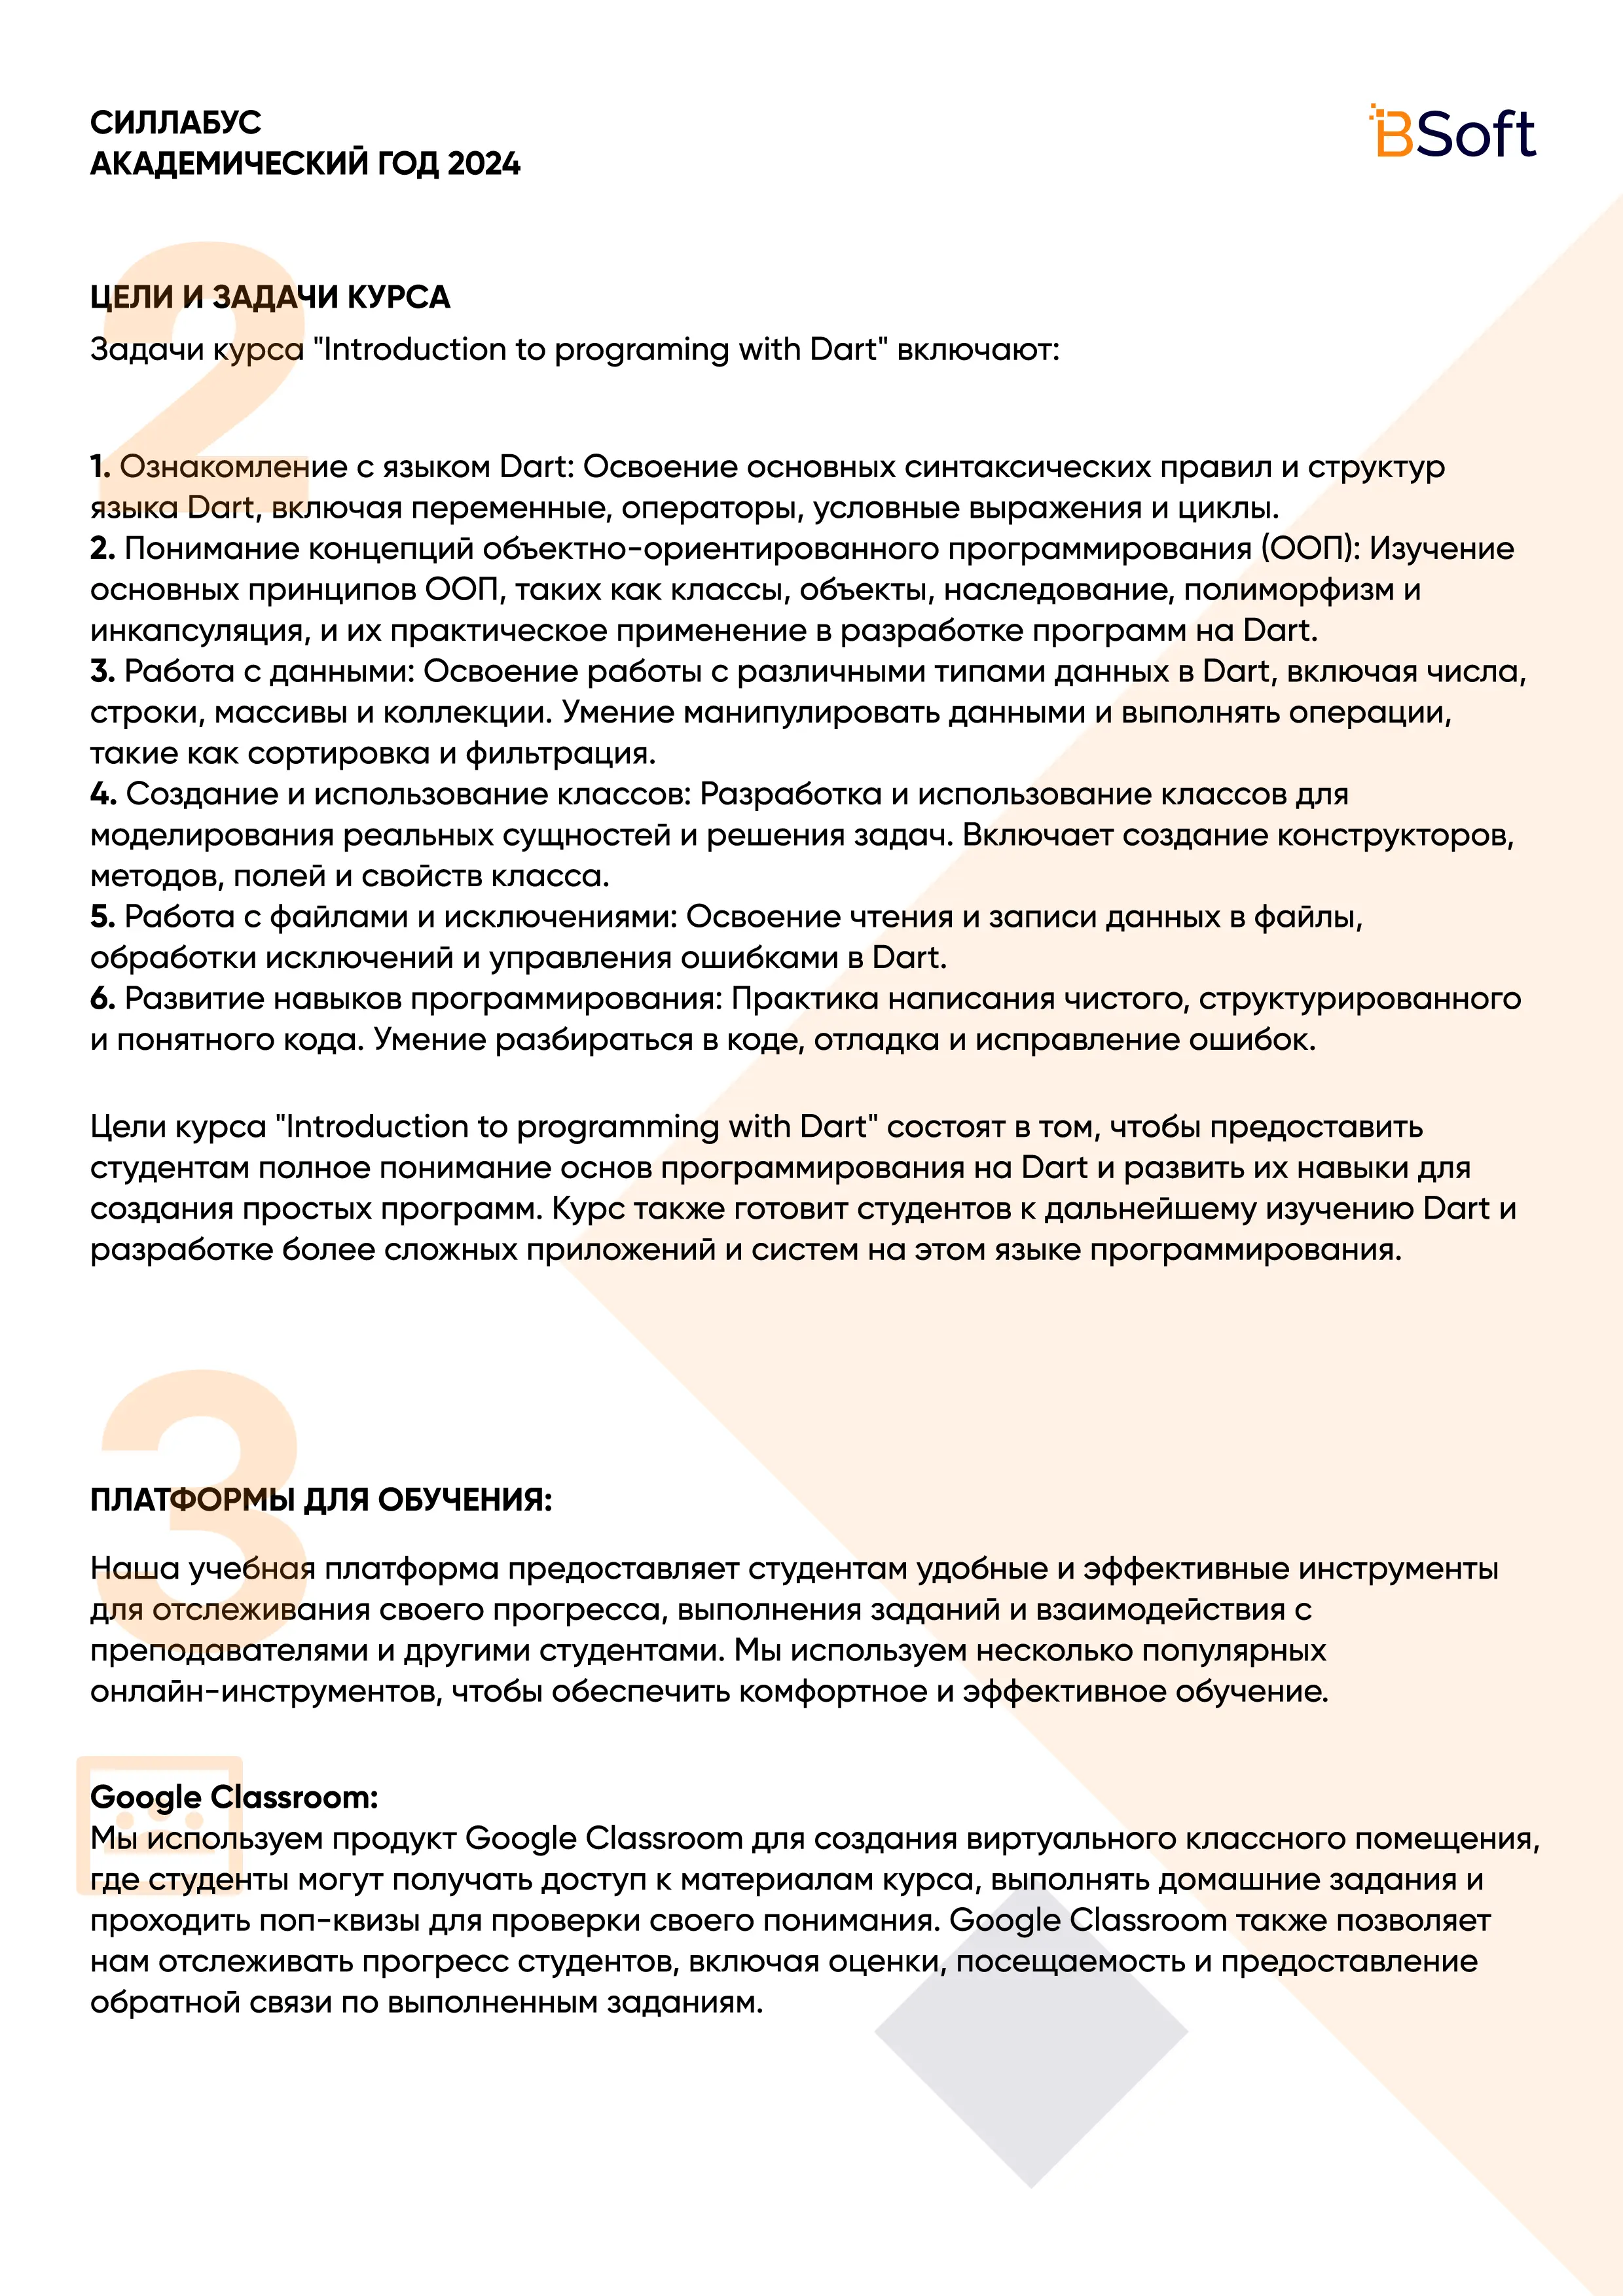 СИЛЛАБУС
АКАДЕМИЧЕСКИЙ ГОД 2024
BSoft
2
ЦЕЛИ И ЗАДАЧИ КУРСА
Задачи курса "Introduction to programing with Dart" включают:
1. Ознакомление с языком Dart: Освоение основных синтаксических правил и структур
языка Dart, включая переменные, операторы, условные выражения и циклы.
2. Понимание концепций объектно-ориентированного программирования (ООП): Изучение
основных принципов ООП, таких как классы, объекты, наследование, полиморфизм и
инкапсуляция, и их практическое применение в разработке программ на Dart.
3. Работа с данными: Освоение работы с различными типами данных в Dart, включая числа,
строки, массивы и коллекции. Умение манипулировать данными и выполнять операции,
такие как сортировка и фильтрация.
4. Создание и использование классов: Разработка и использование классов для
моделирования реальных сущностей и решения задач. Включает создание конструкторов,
методов, полей и свойств класса.
5. Работа с файлами и исключениями: Освоение чтения и записи данных в файлы,
обработки исключений и управления ошибками в Dart.
6. Развитие навыков программирования: Практика написания чистого, структурированного
и понятного кода. Умение разбираться в коде, отладка и исправление ошибок.
Цели курса "Introduction to programming with Dart" состоят в том, чтобы предоставить
студентам полное понимание основ программирования на Dart и развить их навыки для
создания простых программ. Курс также готовит студентов к дальнейшему изучению Dart и
разработке более сложных приложений и систем на этом языке программирования.
3
ПЛАТФОРМЫ ДЛЯ ОБУЧЕНИЯ:
Наша учебная платформа предоставляет студентам удобные и эффективные инструменты
для отслеживания своего прогресса, выполнения заданий и взаимодействия с
преподавателями и другими студентами. Мы используем несколько популярных
онлайн-инструментов, чтобы обеспечить комфортное и эффективное обучение.
Google Classroom:
Мы используем продукт Google Classroom для создания виртуального классного помещения,
где студенты могут получать доступ к материалам курса, выполнять домашние задания и
проходить поп-квизы для проверки своего понимания. Google Classroom также позволяет
нам отслеживать прогресс студентов, включая оценки, посещаемость и предоставление
обратной связи по выполненным заданиям.